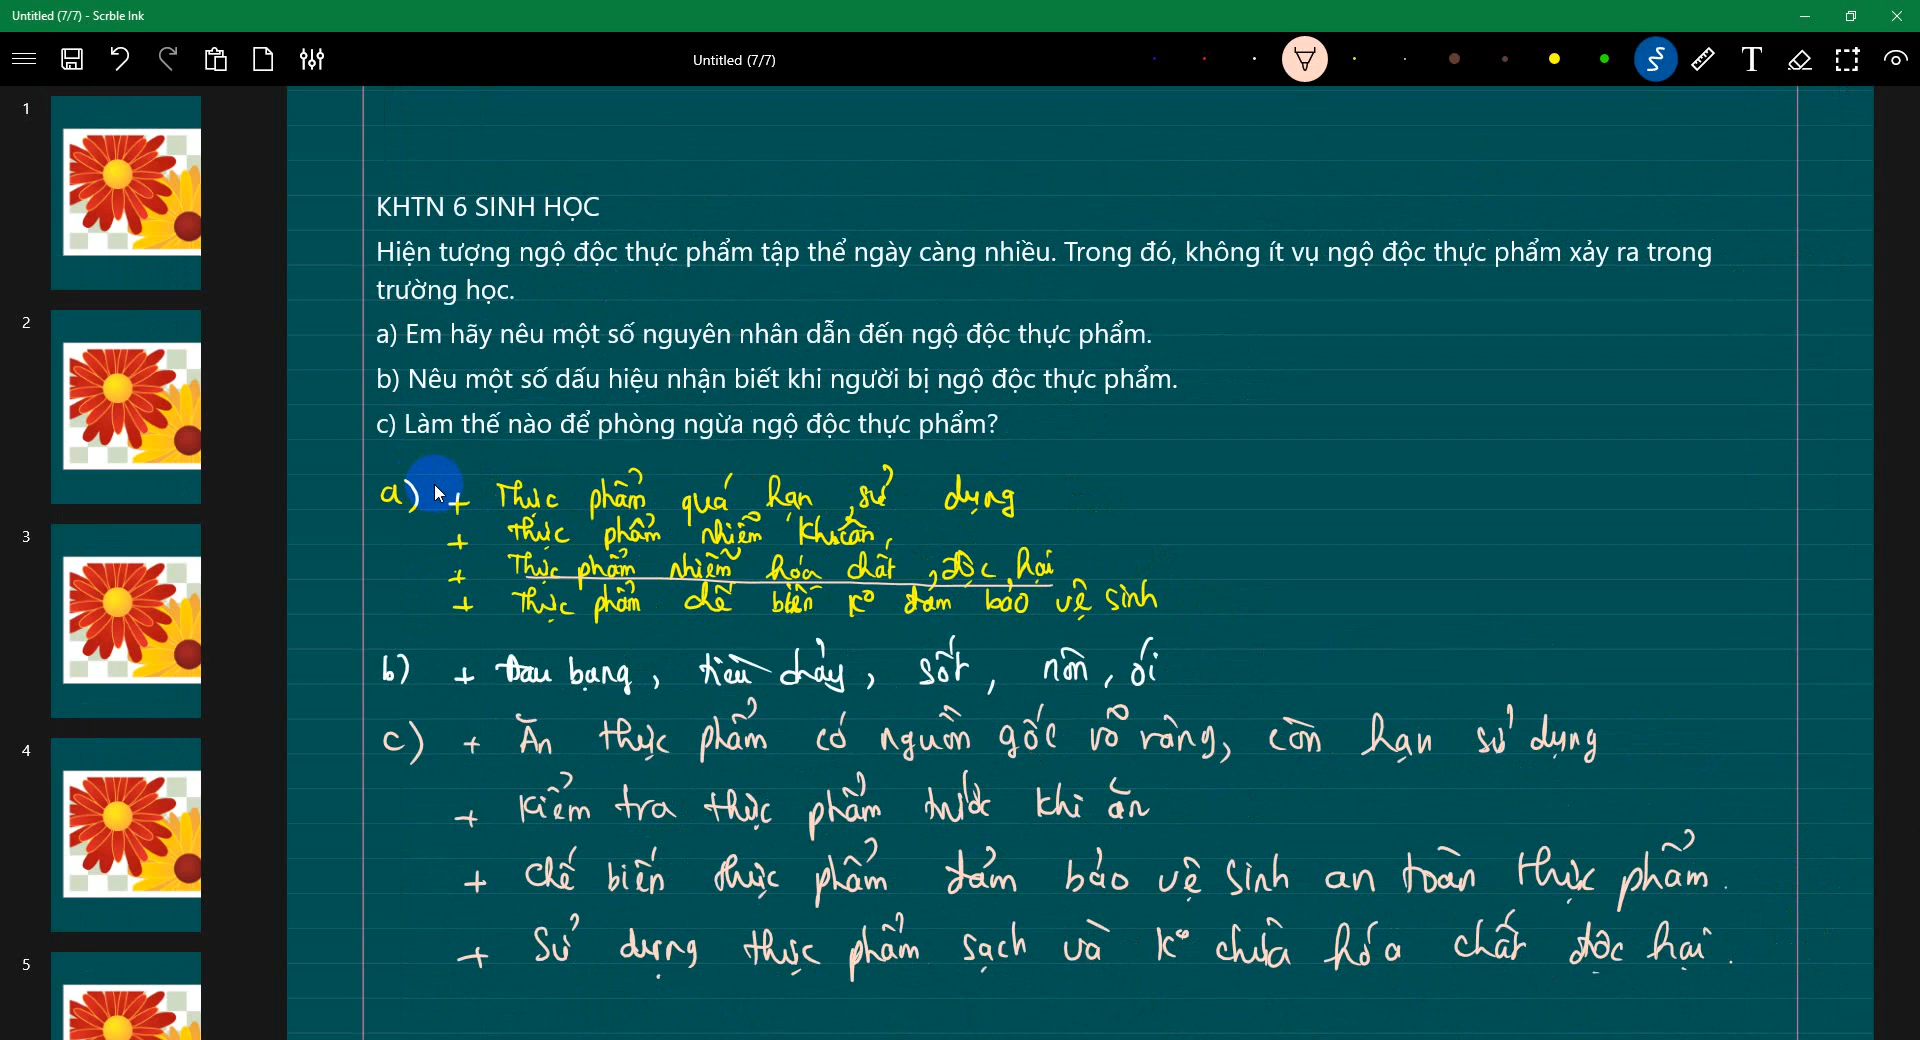 Untitled (7/7) - Scrble Ink
Untitled (7/7)
1
2
3
4
5
KHTN 6 SINH HỌC
Hiện tượng ngộ độc thực phẩm tập thể ngày càng nhiều. Trong đó, không ít vụ ngộ độc thực phẩm xảy ra trong
trường học.
a) Em hãy nêu một số nguyên nhân dẫn đến ngộ độc thực phẩm.
b) Nêu một số dấu hiệu nhận biết khi người bị ngộ độc thực phẩm.
c) Làm thế nào để phòng ngừa ngộ độc thực phẩm?
a) + Thực phẩm quá hạn sử dụng
+ Thực phẩm nhiễm khuẩn,
+ Thực phẩm nhiễm hóa chất, độc hại
+ Thực phẩm chế biến ko đảm bảo vệ sinh
b) + Đau bụng, tiêu chảy, sốt, nôn, ói
c) + Ăn thực phẩm có nguồn gốc rõ ràng, còn hạn sử dụng
+ Kiểm tra thực phẩm trước khi ăn
+ Chế biến thực phẩm đảm bảo vệ sinh an toàn thực phẩm.
+ Sử dụng thực phẩm sạch và ko chứa hóa chất độc hại.